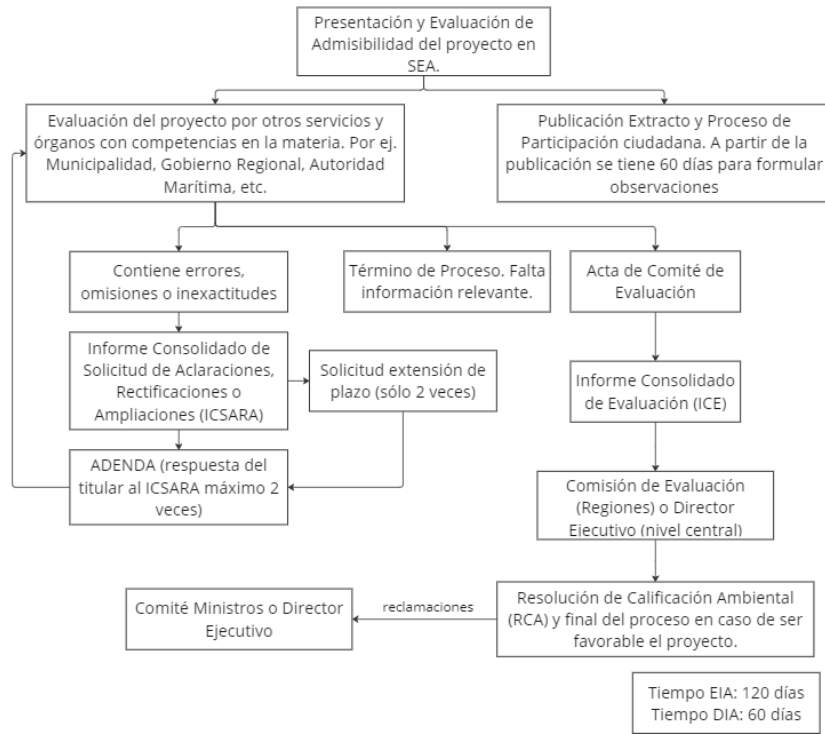 Presentación y Evaluación de
Admisibilidad del proyecto en
SEA.
Evaluación del proyecto por otros servicios y
órganos con competencias en la materia. Por ej.
Municipalidad, Gobierno Regional, Autoridad
Marítima, etc.
Publicación Extracto y Proceso de
Participación ciudadana. A partir de la
publicación se tiene 60 días para formular
observaciones
Contiene errores,
omisiones o inexactitudes
Término de Proceso. Falta
información relevante.
Acta de Comité de
Evaluación
Informe Consolidado de
Solicitud de Aclaraciones,
Rectificaciones o
Ampliaciones (ICSARA)
Solicitud extensión de
plazo (sólo 2 veces)
Informe Consolidado
de Evaluación (ICE)
ADENDA (respuesta del
titular al ICSARA máximo 2
veces)
Comisión de Evaluación
(Regiones) o Director
Ejecutivo (nivel central)
Comité Ministros o Director
Ejecutivo
reclamaciones
Resolución de Calificación Ambiental
(RCA) y final del proceso en caso de ser
favorable el proyecto.
Tiempo EIA: 120 días
Tiempo DIA: 60 días